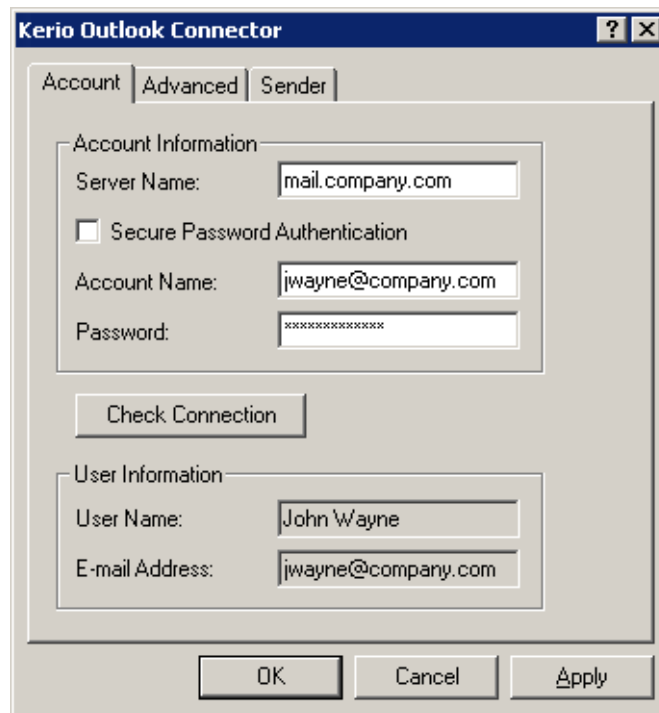 Kerio Outlook Connector
Account Advanced Sender
Account Information
Server Name: mail.company.com
Secure Password Authentication
Account Name: jwayne@company.com
Password: *************
Check Connection
User Information
User Name: John Wayne
E-mail Address: jwayne@company.com
OK Cancel Apply